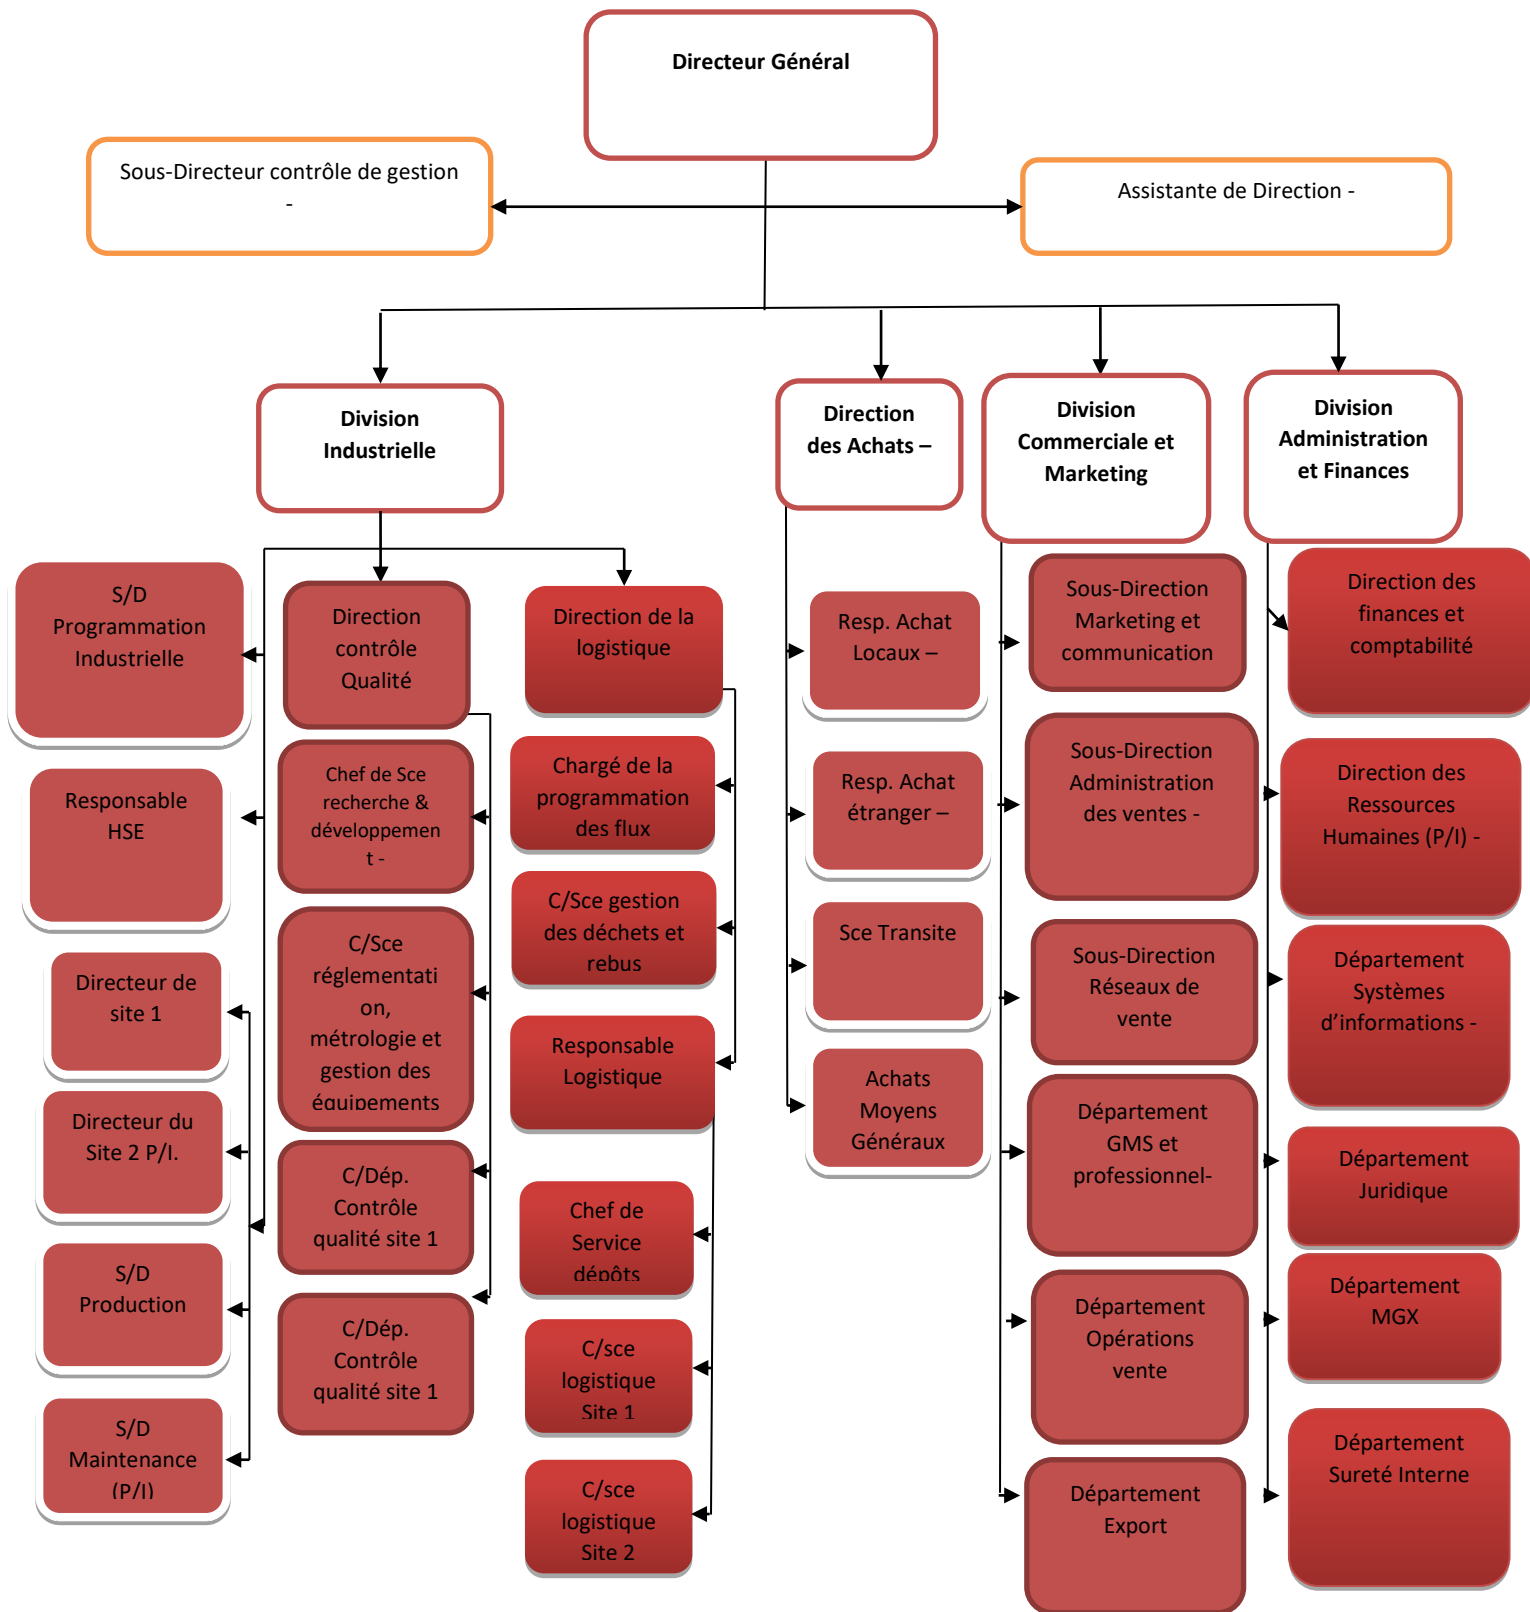 Directeur Général
Sous-Directeur contrôle de gestion
-
Assistante de Direction -
Division
Industrielle
Direction
des Achats –
Division
Commerciale et
Marketing
Division
Administration
et Finances
S/D
Programmation
Industrielle
Responsable
HSE
Directeur de
site 1
Directeur du
Site 2 P/I.
S/D
Production
S/D
Maintenance
(P/I)
Direction
contrôle
Qualité
Chef de Sce
recherche &
développemen
t -
C/Sce
réglementati
on,
métrologie et
gestion des
équipements
C/Dép.
Contrôle
qualité site 1
C/Dép.
Contrôle
qualité site 1
Direction de la
logistique
Chargé de la
programmation
des flux
C/Sce gestion
des déchets et
rebus
Responsable
Logistique
Chef de
Service
dépôts
C/sce
logistique
Site 1
C/sce
logistique
Site 2
Resp. Achat
Locaux –
Resp. Achat
étranger –
Sce Transite
Achats
Moyens
Généraux
Sous-Direction
Marketing et
communication
Sous-Direction
Administration
des ventes -
Sous-Direction
Réseaux de
vente
Département
GMS et
professionnel-
Département
Opérations
vente
Département
Export
Direction des
finances et
comptabilité
Direction des
Ressources
Humaines (P/I) -
Département
Systèmes
d’informations -
Département
Juridique
Département
MGX
Département
Sureté Interne